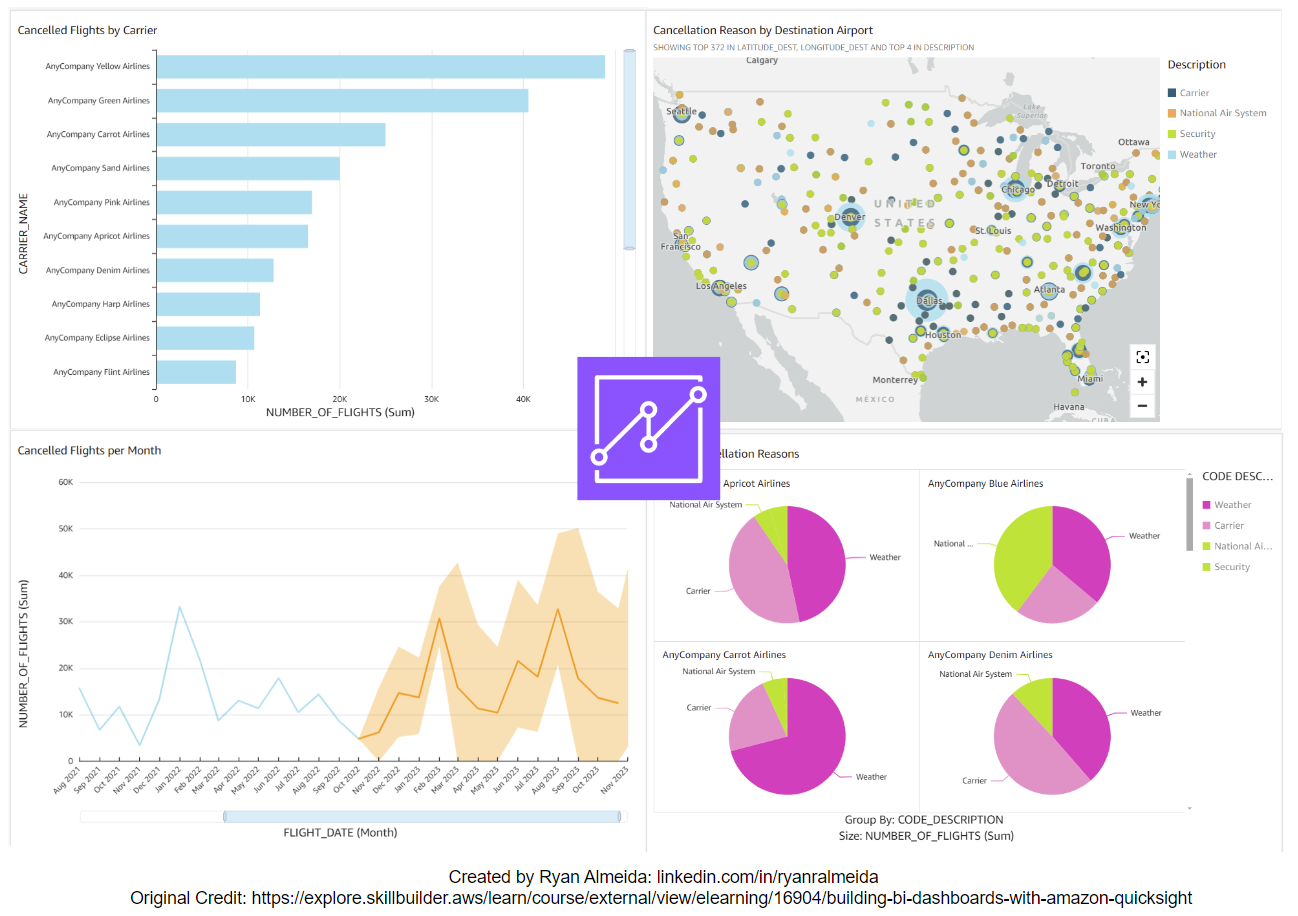 Cancelled Flights by Carrier
CARRIER_NAME
AnyCompany Yellow Airlines
AnyCompany Green Airlines
AnyCompany Carrot Airlines
AnyCompany Sand Airlines
AnyCompany Pink Airlines
AnyCompany Apricot Airlines
AnyCompany Denim Airlines
AnyCompany Harp Airlines
AnyCompany Eclipse Airlines
AnyCompany Flint Airlines
0 10K 20K 30K 40K
NUMBER_OF_FLIGHTS (Sum)
Cancellation Reason by Destination Airport
SHOWING TOP 372 IN LATITUDE_DEST, LONGITUDE_DEST AND TOP 4 IN DESCRIPTION
Calgary
Seattle
Lake
Superior
Ottawa
Toronto
Detroit
Chicago
New Yo
UNITED
STATES
Denver
St. Louis
Washington
San
Francisco
Los Angeles
Atlanta
Dallas
Houston
Monterrey
Miami
MÉXICO
Havana
CUBA
+
−
Description
Carrier
National Air System
Security
Weather
Cancelled Flights per Month
NUMBER_OF_FLIGHTS (Sum)
60K
50K
40K
30K
20K
10K
0
Aug 2021 Sep 2021 Oct 2021 Nov 2021 Dec 2021 Jan 2022 Feb 2022 Mar 2022 Apr 2022 May 2022 Jun 2022 Jul 2022 Aug 2022 Sep 2022 Oct 2022 Nov 2022 Dec 2022 Jan 2023 Feb 2023 Mar 2023 Apr 2023 May 2023 Jun 2023 Jul 2023 Aug 2023 Sep 2023 Oct 2023 Nov 2023
FLIGHT_DATE (Month)
ellation Reasons
Apricot Airlines
National Air System
Weather
Carrier
AnyCompany Blue Airlines
National ...
Weather
AnyCompany Carrot Airlines
National Air System
Carrier
Weather
AnyCompany Denim Airlines
National Air System
Weather
Carrier
Group By: CODE_DESCRIPTION
Size: NUMBER_OF_FLIGHTS (Sum)
CODE DESC...
Weather
Carrier
National Ai...
Security
Created by Ryan Almeida: linkedin.com/in/ryanralmeida
Original Credit: https://explore.skillbuilder.aws/learn/course/external/view/elearning/16904/building-bi-dashboards-with-amazon-quicksight